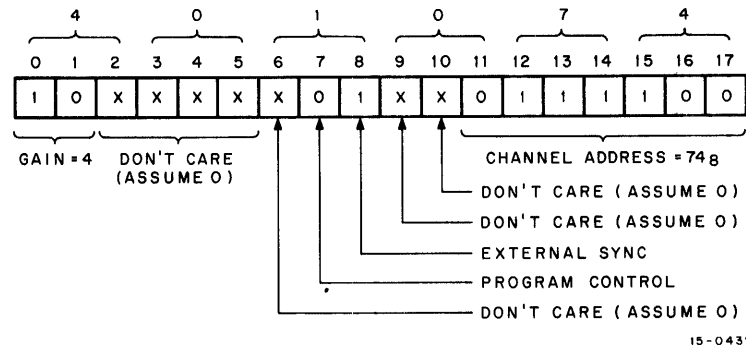 4 0 1 0 7 4
0 1 2 3 4 5 6 7 8 9 10 11 12 13 14 15 16 17
1 0 X X X X X 0 1 X X 0 1 1 1 1 0 0
GAIN = 4 DON'T CARE CHANNEL ADDRESS = 74 8
(ASSUME 0)
DON'T CARE (ASSUME 0)
DON'T CARE (ASSUME 0)
EXTERNAL SYNC
PROGRAM CONTROL
DON'T CARE (ASSUME 0)